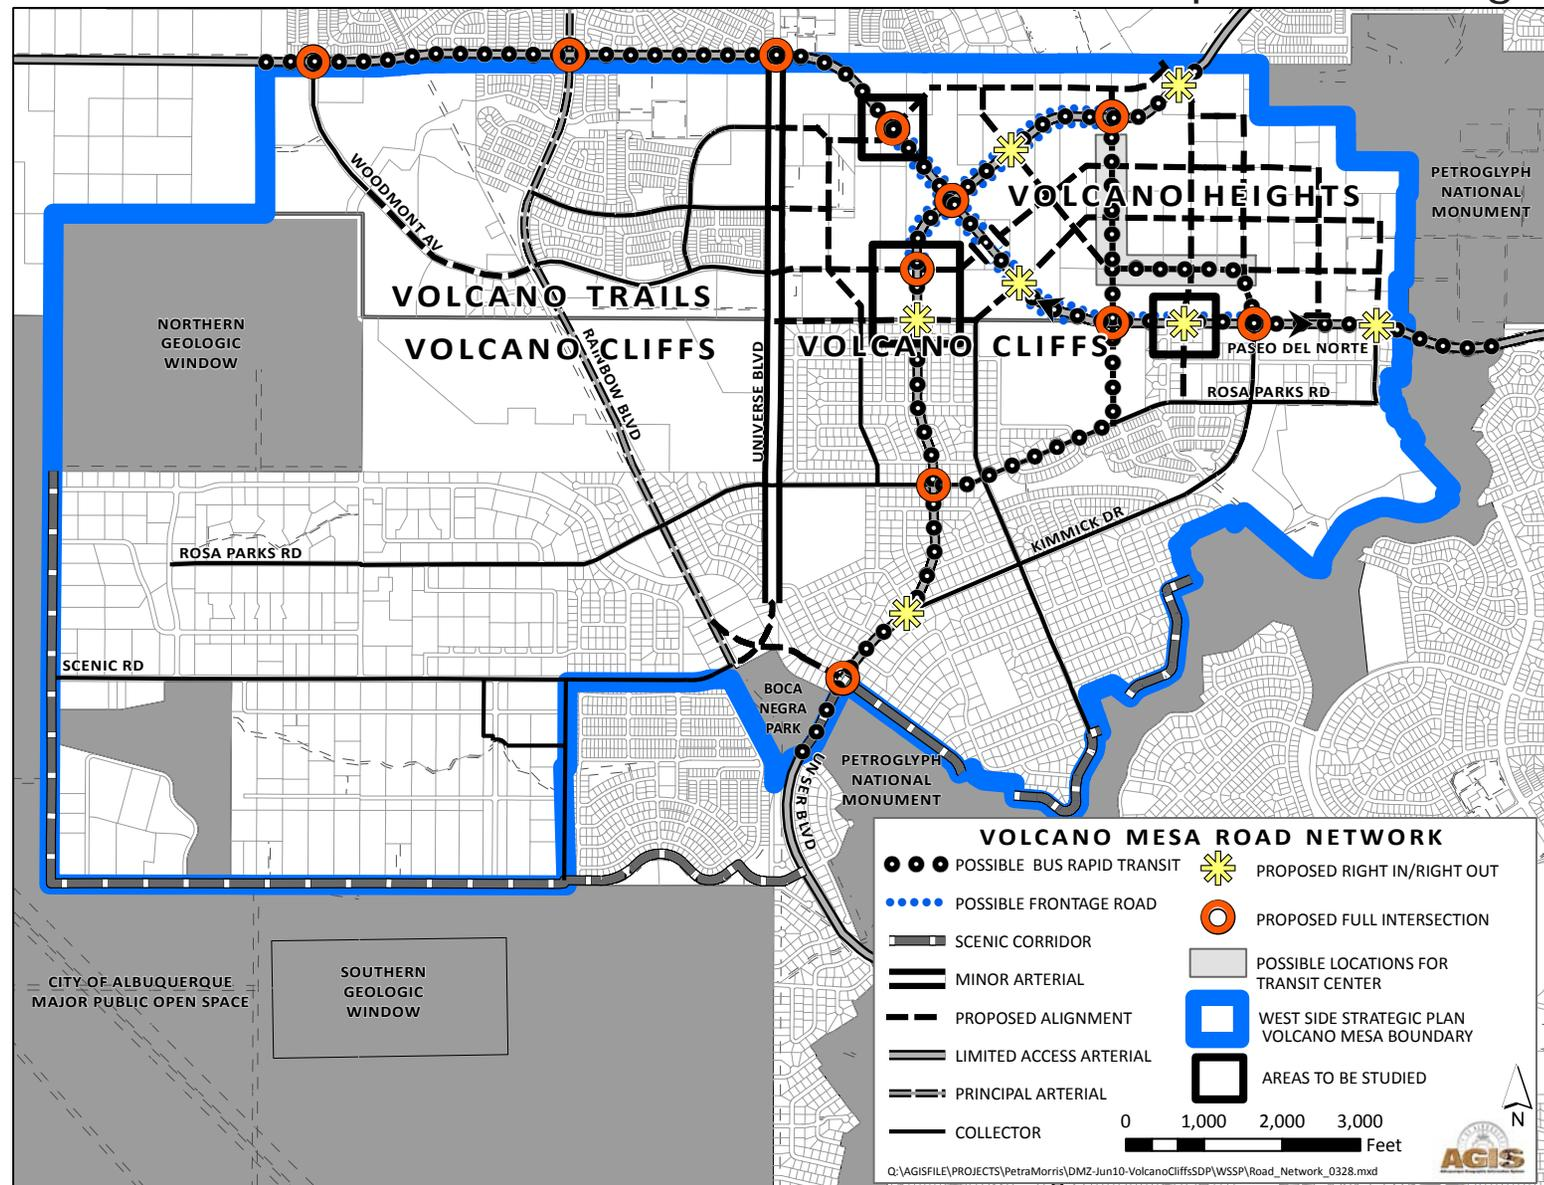 WOODMONT AV
VOLCANO HEIGHTS
PETROGLYPH
NATIONAL
MONUMENT
VOLCANO TRAILS
NORTHERN
GEOLOGIC
WINDOW
VOLCANO CLIFFS
RAINBOW BLVD
UNIVERSE BLVD
VOLCANO CLIFFS
PASEO DEL NORTE
ROSA PARKS RD
KIMMICK DR
ROSA PARKS RD
SCENIC RD
BOCA
NEGRA
PARK
UNSER BLVD
PETROGLYPH
NATIONAL
MONUMENT
CITY OF ALBUQUERQUE
MAJOR PUBLIC OPEN SPACE
SOUTHERN
GEOLOGIC
WINDOW
VOLCANO MESA ROAD NETWORK
POSSIBLE BUS RAPID TRANSIT
POSSIBLE FRONTAGE ROAD
SCENIC CORRIDOR
MINOR ARTERIAL
PROPOSED ALIGNMENT
LIMITED ACCESS ARTERIAL
PRINCIPAL ARTERIAL
COLLECTOR
PROPOSED RIGHT IN/RIGHT OUT
PROPOSED FULL INTERSECTION
POSSIBLE LOCATIONS FOR
TRANSIT CENTER
WEST SIDE STRATEGIC PLAN
VOLCANO MESA BOUNDARY
AREAS TO BE STUDIED
N
0 1,000 2,000 3,000
Feet
Q:\AGISFILE\PROJECTS\PetraMorris\DMZ-Jun10-VolcanoCliffsSDP\WSSP\Road_Network_0328.mxd
AGIS